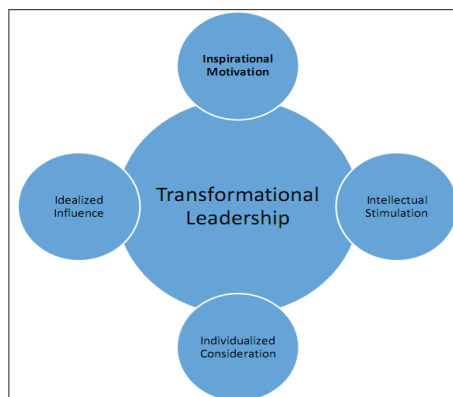 Inspirational
Motivation
Idealized
Influence
Transformational
Leadership
Intellectual
Stimulation
Individualized
Consideration